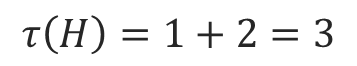 τ(H) = 1 + 2 = 3